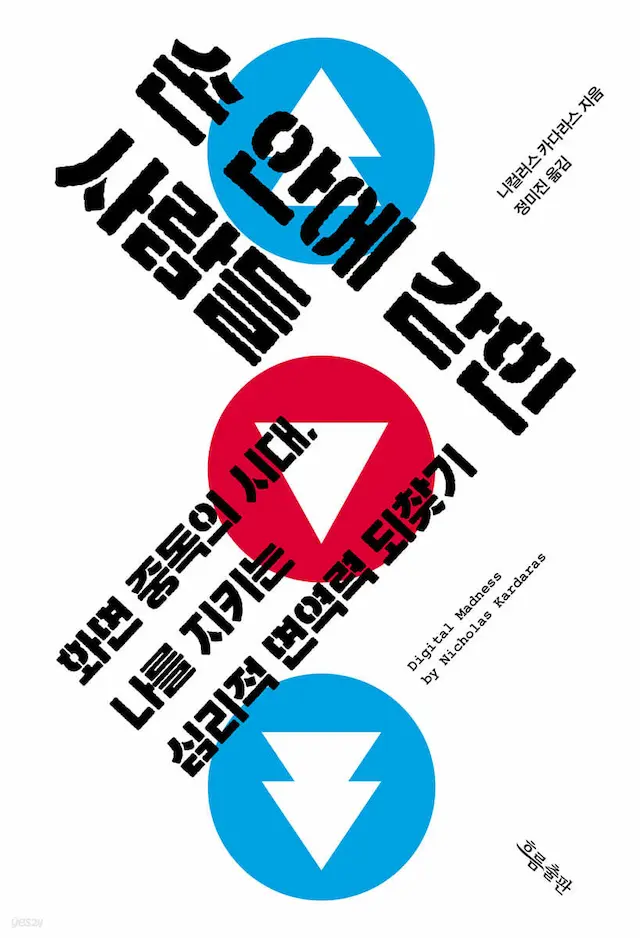 손 안에 갇힌
사람들
니컬러스 카다라스 지음
정미진 옮김
화면 중독의 시대,
나를 지키는
심리적 면역력 되찾기
Digital Madness
by Nicholas Kardaras
흐름출판
yes24